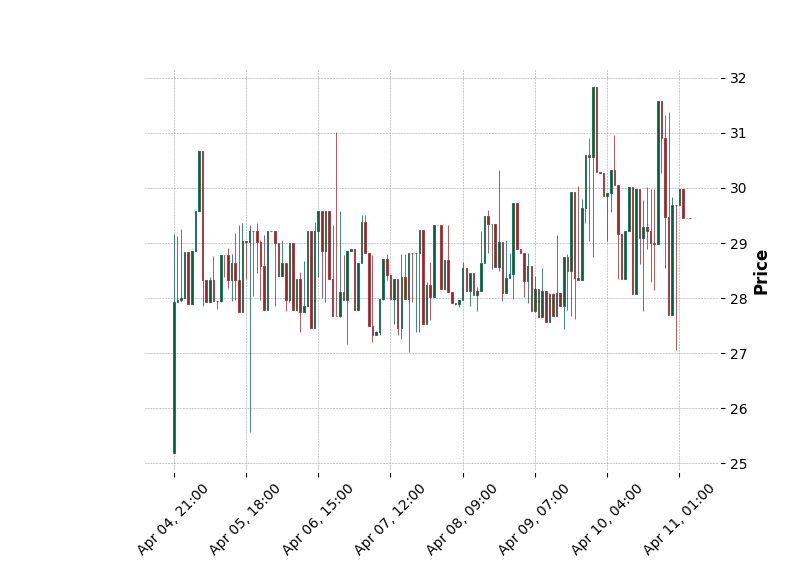 32
31
30
29
28
27
26
25
Price
Apr 04, 21:00
Apr 05, 18:00
Apr 06, 15:00
Apr 07, 12:00
Apr 08, 09:00
Apr 09, 07:00
Apr 10, 04:00
Apr 11, 01:00